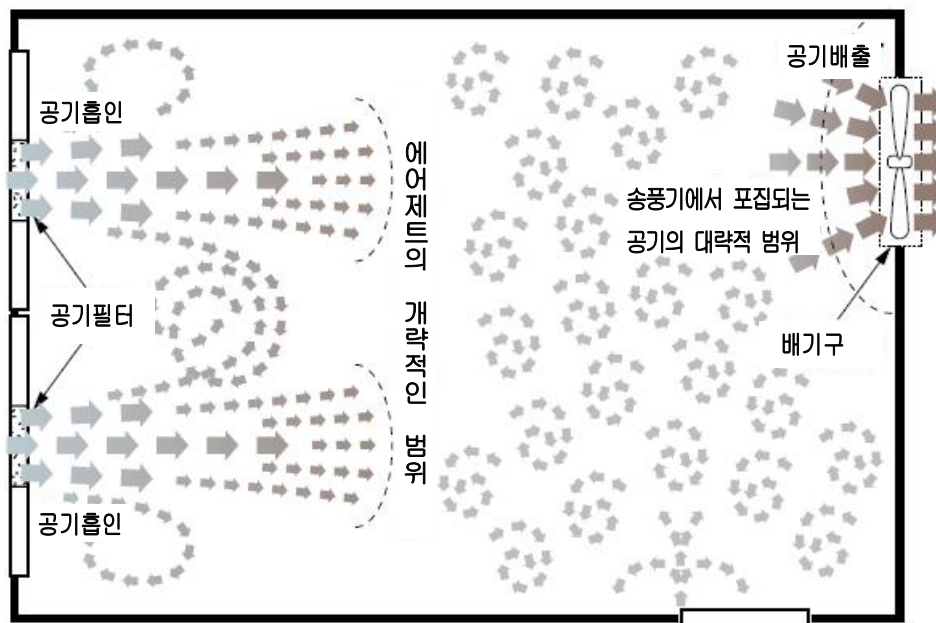 공기흡인
공기필터
공기흡인
에어제트의 개략적인 범위
공기배출
송풍기에서 포집되는
공기의 대략적 범위
배기구